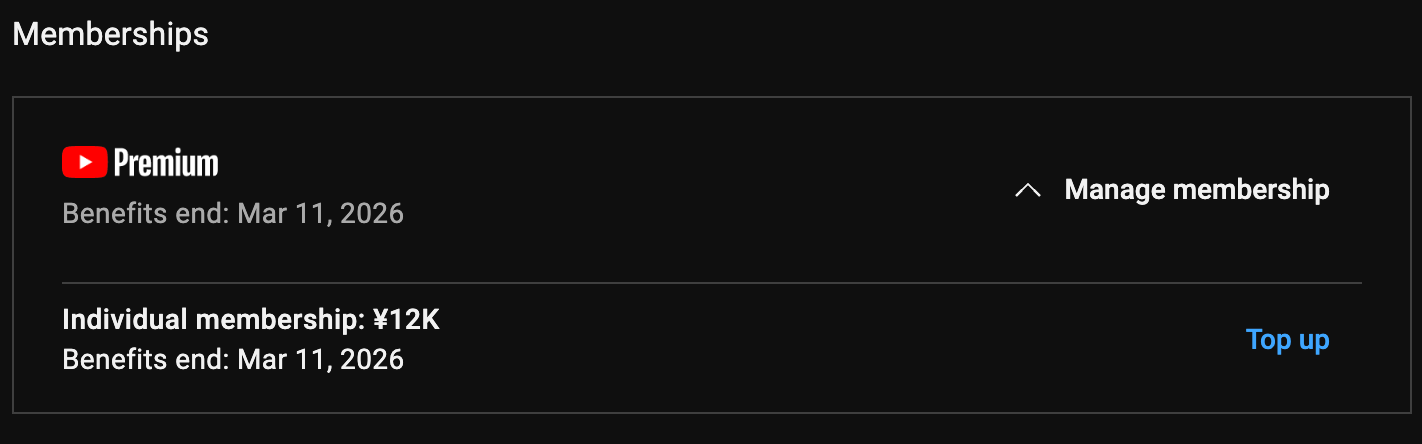 Memberships
Premium
Benefits end: Mar 11, 2026
Manage membership
Individual membership: ¥12K
Benefits end: Mar 11, 2026
Top up